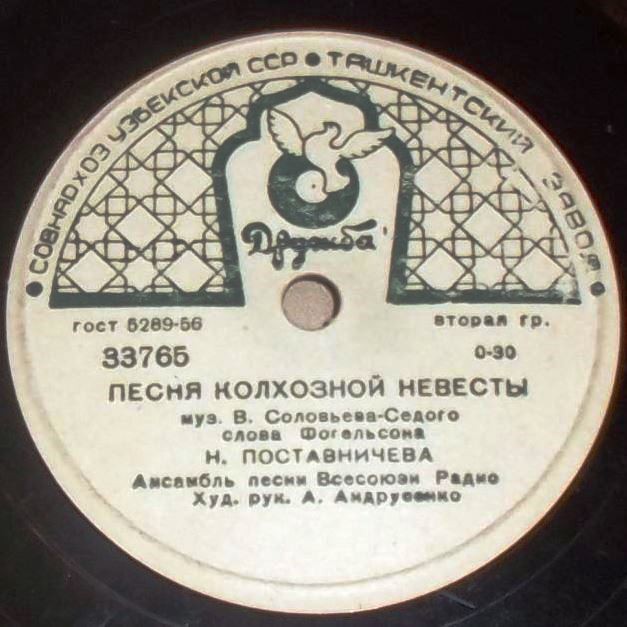 СОВНАРХОЗ УЗБЕКСКОЙ ССР • ТАШКЕНТСКИЙ ЗАВОД
Дружба
ГОСТ 5289-56
вторая гр.
33765
0-30
ПЕСНЯ КОЛХОЗНОЙ НЕВЕСТЫ
муз. В. Соловьева-Седого
слова Фогельсона
Н. ПОСТАВНИЧЕВА
Ансамбль песни Всесоюзн Радио
Худ. рук. А. Андрусенко